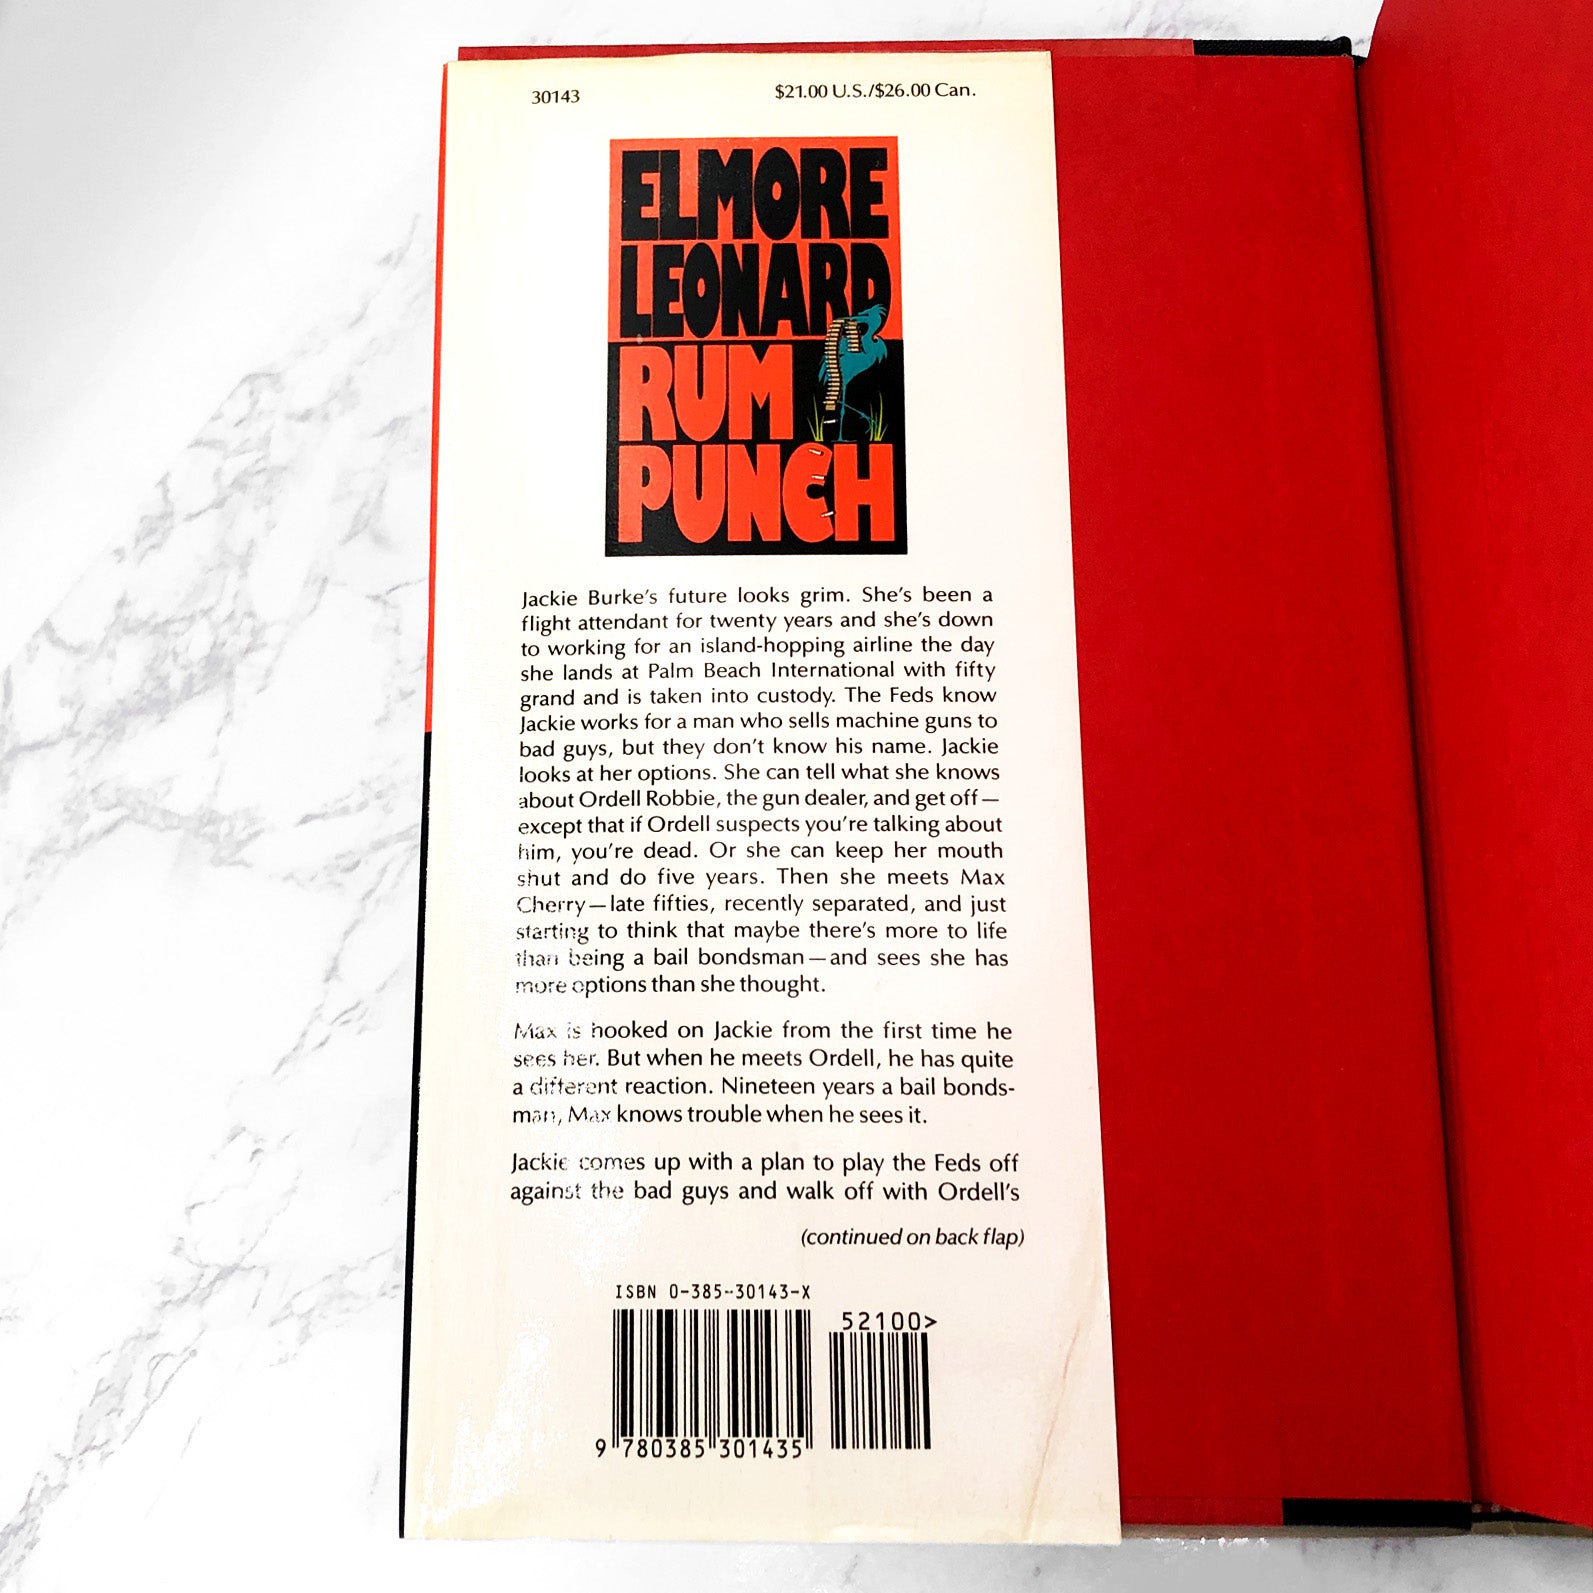 30143
$21.00 U.S./$26.00 Can.
ELMORE
LEONARD
RUM
PUNCH
Jackie Burke's future looks grim. She's been a
flight attendant for twenty years and she's down
to working for an island-hopping airline the day
she lands at Palm Beach International with fifty
grand and is taken into custody. The Feds know
Jackie works for a man who sells machine guns to
bad guys, but they don't know his name. Jackie
looks at her options. She can tell what she knows
about Ordell Robbie, the gun dealer, and get off—
except that if Ordell suspects you're talking about
him, you're dead. Or she can keep her mouth
shut and do five years. Then she meets Max
Cherry—late fifties, recently separated, and just
starting to think that maybe there's more to life
than being a bail bondsman—and sees she has
more options than she thought.
Max is hooked on Jackie from the first time he
sees her. But when he meets Ordell, he has quite
a different reaction. Nineteen years a bail bonds-
man, Max knows trouble when he sees it.
Jackie comes up with a plan to play the Feds off
against the bad guys and walk off with Ordell's
(continued on back flap)
ISBN 0-385-30143-X
52100>
9 780385 301435